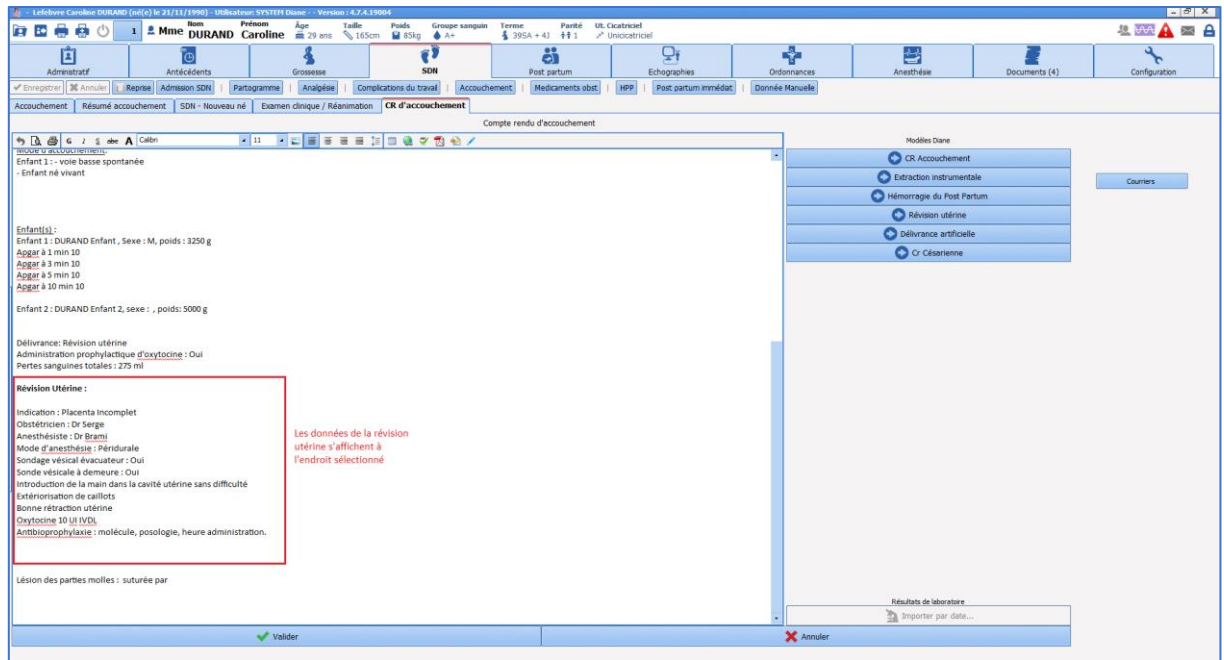 - Lefebvre Caroline DURAND (né(e) le 21/11/1990) - Utilisateur: SYSTEM Diane - - Version : 4.7.4.19004
1 Mme Nom DURAND Prénom Caroline Âge 29 ans Taille 165cm Poids 85kg Groupe sanguin A+ Terme 39SA + 4J Parité 1 Ut. Cicatriciel Unicicatriciel
Administratif Antécédents Grossesse SDN Post partum Echographies Ordonnances Anesthésie Documents (4) Configuration
Enregistrer Annuler Reprise Admission SDN | Partogramme | Analgésie | Complications du travail | Accouchement | Medicaments obst | HPP | Post partum immédiat | Donnée Manuelle
Accouchement Résumé accouchement SDN - Nouveau né Examen clinique / Réanimation CR d'accouchement
Compte rendu d'accouchement
G I S abc A Calibri 11
Modèles Diane
Mode d'accouchement:
Enfant 1 : - voie basse spontanée
- Enfant né vivant
CR Accouchement
Extraction instrumentale
Hémorragie du Post Partum
Révision utérine
Délivrance artificielle
Cr Césarienne
Courriers
Enfant(s) :
Enfant 1 : DURAND Enfant , Sexe : M, poids : 3250 g
Apgar à 1 min 10
Apgar à 3 min 10
Apgar à 5 min 10
Apgar à 10 min 10
Enfant 2 : DURAND Enfant 2, sexe : , poids: 5000 g
Délivrance: Révision utérine
Administration prophylactique d'oxytocine : Oui
Pertes sanguines totales : 275 ml
Révision Utérine :
Indication : Placenta Incomplet
Obstétricien : Dr Serge
Anesthésiste : Dr Brami
Mode d'anesthésie : Péridurale
Sondage vésical évacuateur : Oui
Sonde vésicale à demeure : Oui
Introduction de la main dans la cavité utérine sans difficulté
Extériorisation de caillots
Bonne rétraction utérine
Oxytocine 10 UI IVDL
Antibioprophylaxie : molécule, posologie, heure administration.
Les données de la révision
utérine s'affichent à
l'endroit sélectionné
Lésion des parties molles : suturée par
Résultats de laboratoire
Importer par date...
Valider Annuler